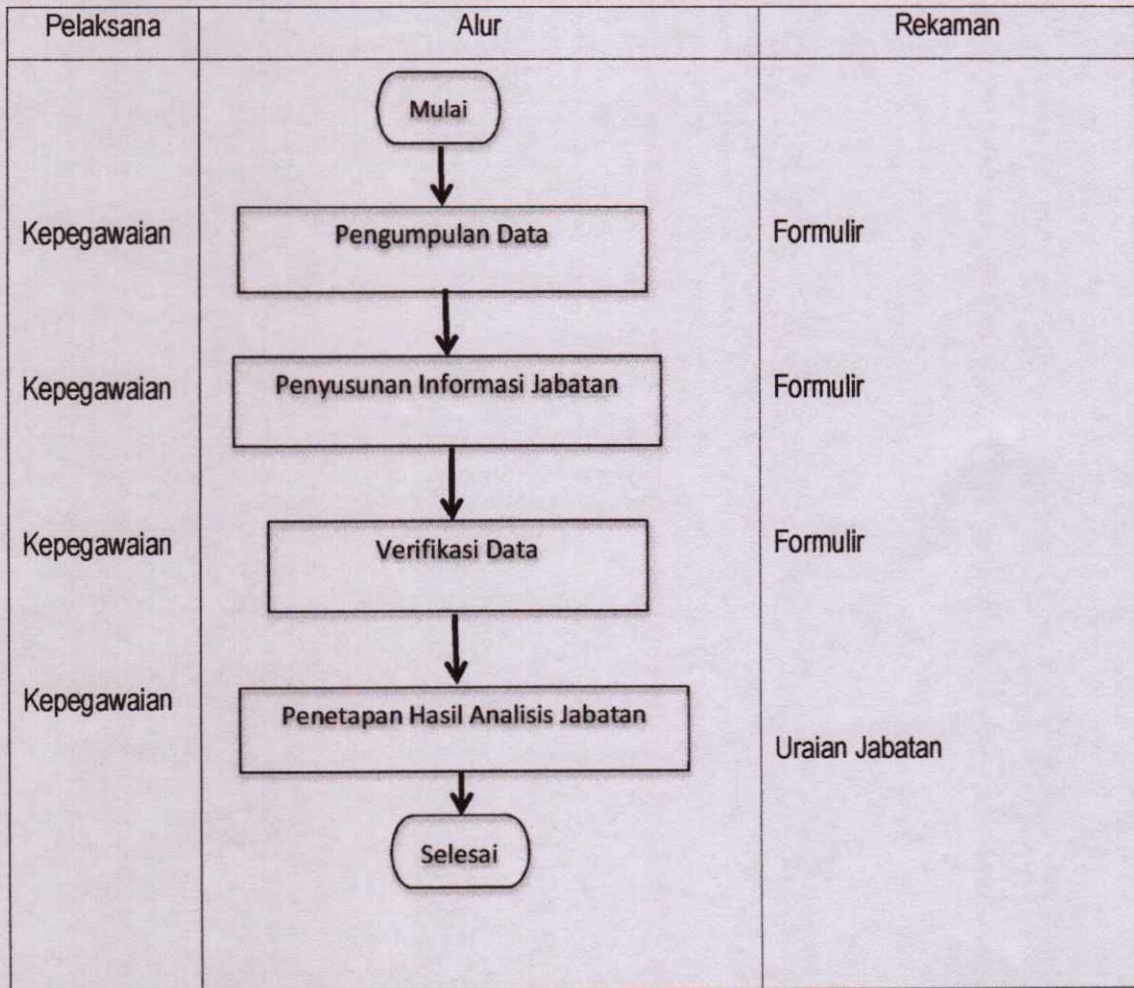 Pelaksana Alur Rekaman
Mulai
Kepegawaian Pengumpulan Data Formulir
Kepegawaian Penyusunan Informasi Jabatan Formulir
Kepegawaian Verifikasi Data Formulir
Kepegawaian Penetapan Hasil Analisis Jabatan
Uraian Jabatan
Selesai